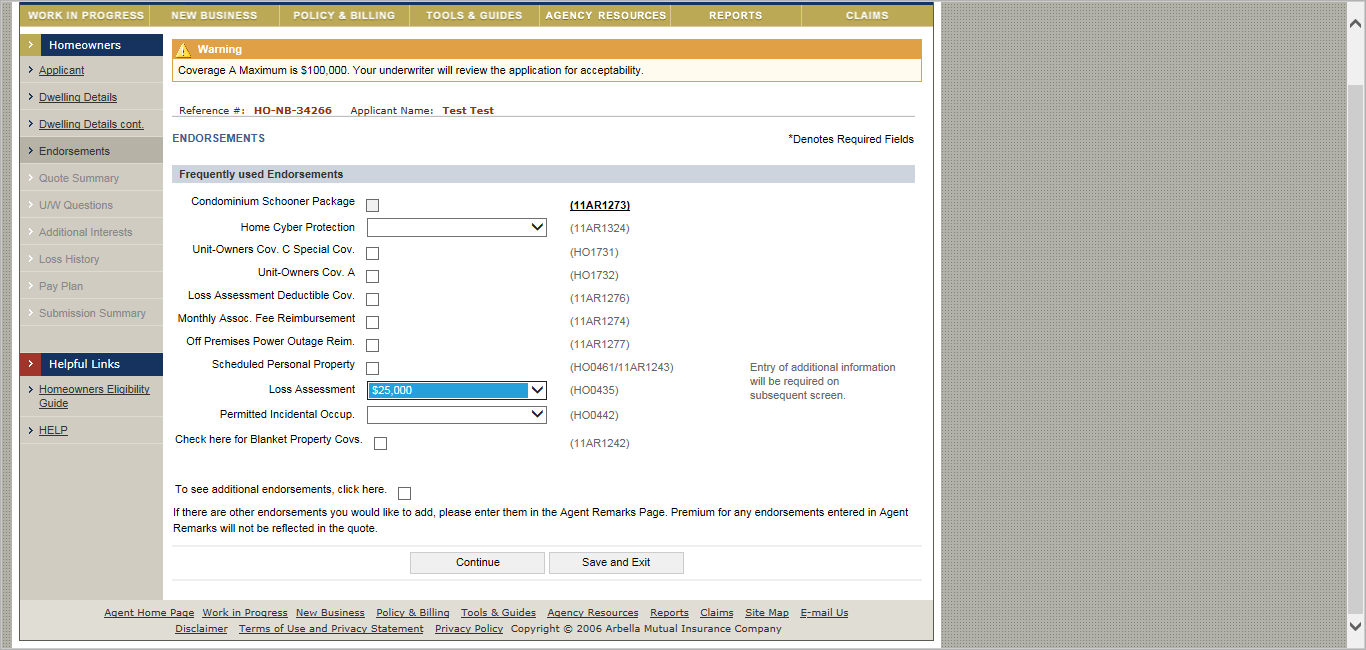 WORK IN PROGRESS NEW BUSINESS POLICY & BILLING TOOLS & GUIDES AGENCY RESOURCES REPORTS CLAIMS
Homeowners
Applicant
Dwelling Details
Dwelling Details cont.
Endorsements
Quote Summary
U/W Questions
Additional Interests
Loss History
Pay Plan
Submission Summary
Helpful Links
Homeowners Eligibility
Guide
HELP
Warning
Coverage A Maximum is $100,000. Your underwriter will review the application for acceptability.
Reference #: HO-NB-34266 Applicant Name: Test Test
ENDORSEMENTS *Denotes Required Fields
Frequently used Endorsements
Condominium Schooner Package (11AR1273)
Home Cyber Protection (11AR1324)
Unit-Owners Cov. C Special Cov. (HO1731)
Unit-Owners Cov. A (HO1732)
Loss Assessment Deductible Cov. (11AR1276)
Monthly Assoc. Fee Reimbursement (11AR1274)
Off Premises Power Outage Reim. (11AR1277)
Scheduled Personal Property (HO0461/11AR1243) Entry of additional information
will be required on
subsequent screen.
Loss Assessment $25,000 (HO0435)
Permitted Incidental Occup. (HO0442)
Check here for Blanket Property Covs. (11AR1242)
To see additional endorsements, click here.
If there are other endorsements you would like to add, please enter them in the Agent Remarks Page. Premium for any endorsements entered in Agent
Remarks will not be reflected in the quote.
Continue Save and Exit
Agent Home Page Work in Progress New Business Policy & Billing Tools & Guides Agency Resources Reports Claims Site Map E-mail Us
Disclaimer Terms of Use and Privacy Statement Privacy Policy Copyright © 2006 Arbella Mutual Insurance Company